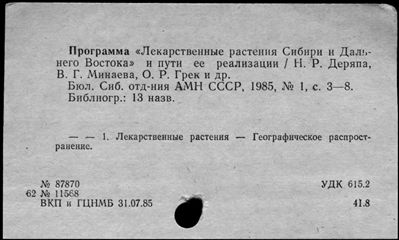 Программа «Лекарственные растения Сибири и Даль-
него Востока» и пути ее реализации / Н. Р. Деряпа,
В. Г. Минаева, О. Р. Грек и др.
Бюл. Сиб. отд-ния АМН СССР, 1985, № 1, с. 3—8.
Библиогр.: 13 назв.
— — 1. Лекарственные растения — Географическое распрост-
ранение.
№ 87870 УДК 615.2
62 № 11568
ВКП и ГЦНМБ 31.07.85 41.8